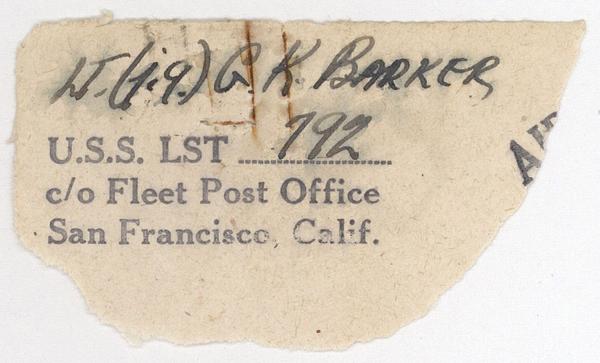 Lt. (j.g.) G. K. BARKER
U.S.S. LST 792
c/o Fleet Post Office
San Francisco, Calif.